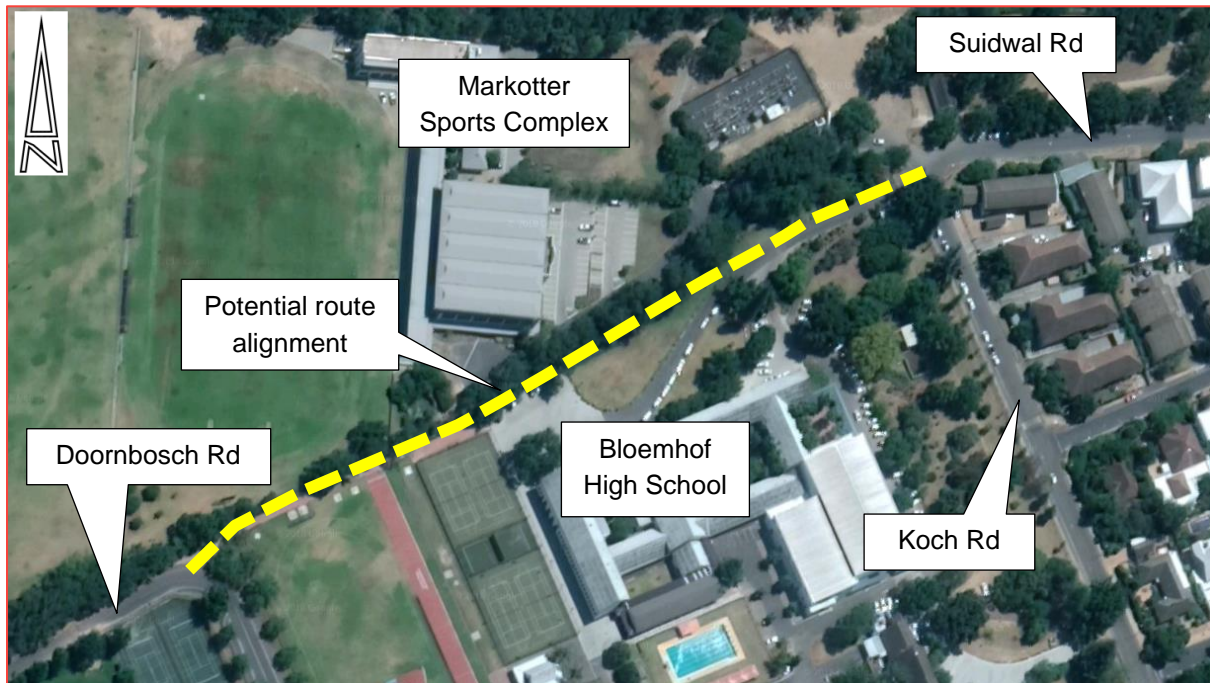 N
Suidwal Rd
Markotter
Sports Complex
Potential route
alignment
Doornbosch Rd
Bloemhof
High School
Koch Rd